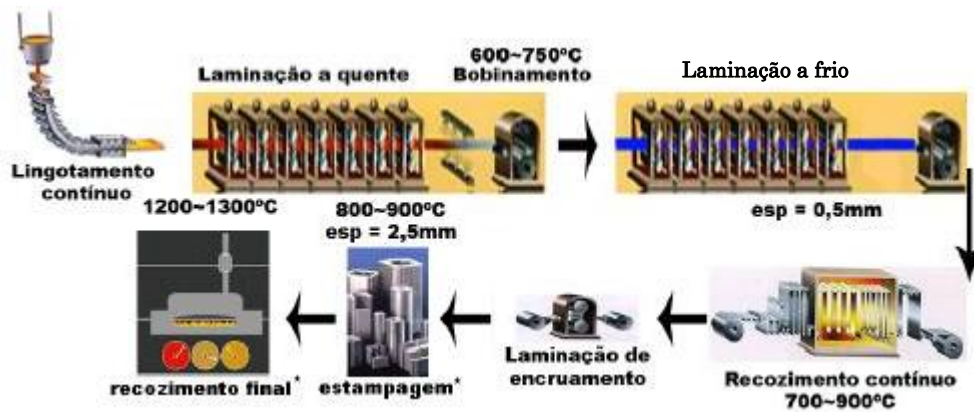 Lingotamento
contínuo
Laminação a quente
1200~1300ºC
800~900ºC
esp = 2,5mm
600~750ºC
Bobinamento
Laminação a frio
esp = 0,5mm
Recozimento contínuo
700~900ºC
Laminação de
encruamento
estampagem*
recozimento final*